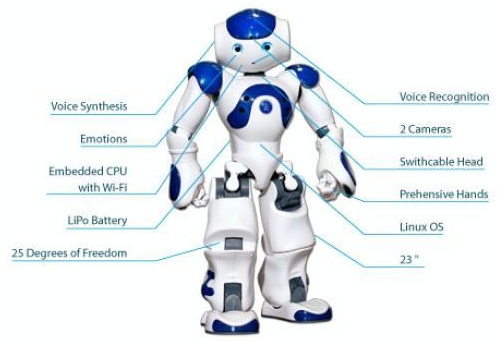 Voice Synthesis
Emotions
Embedded CPU
with Wi-Fi
LiPo Battery
25 Degrees of Freedom
Voice Recognition
2 Cameras
Swithcable Head
Prehensive Hands
Linux OS
23 "